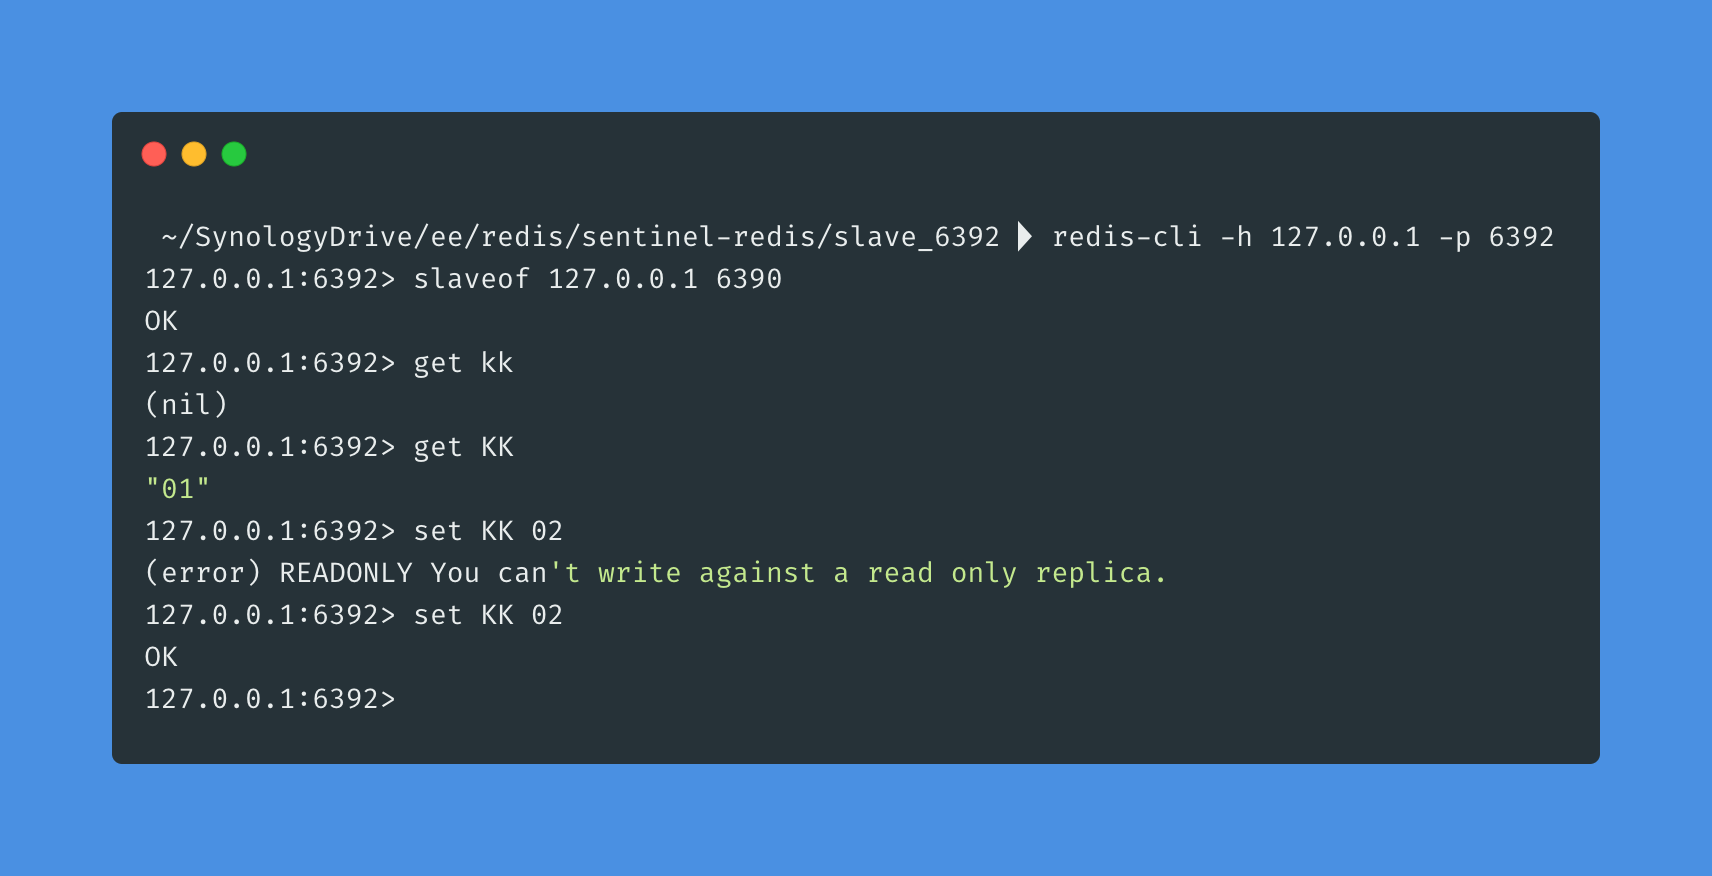 ~/SynologyDrive/ee/redis/sentinel-redis/slave_6392 ▶ redis-cli -h 127.0.0.1 -p 6392
127.0.0.1:6392> slaveof 127.0.0.1 6390
OK
127.0.0.1:6392> get kk
(nil)
127.0.0.1:6392> get KK
"01"
127.0.0.1:6392> set KK 02
(error) READONLY You can't write against a read only replica.
127.0.0.1:6392> set KK 02
OK
127.0.0.1:6392>